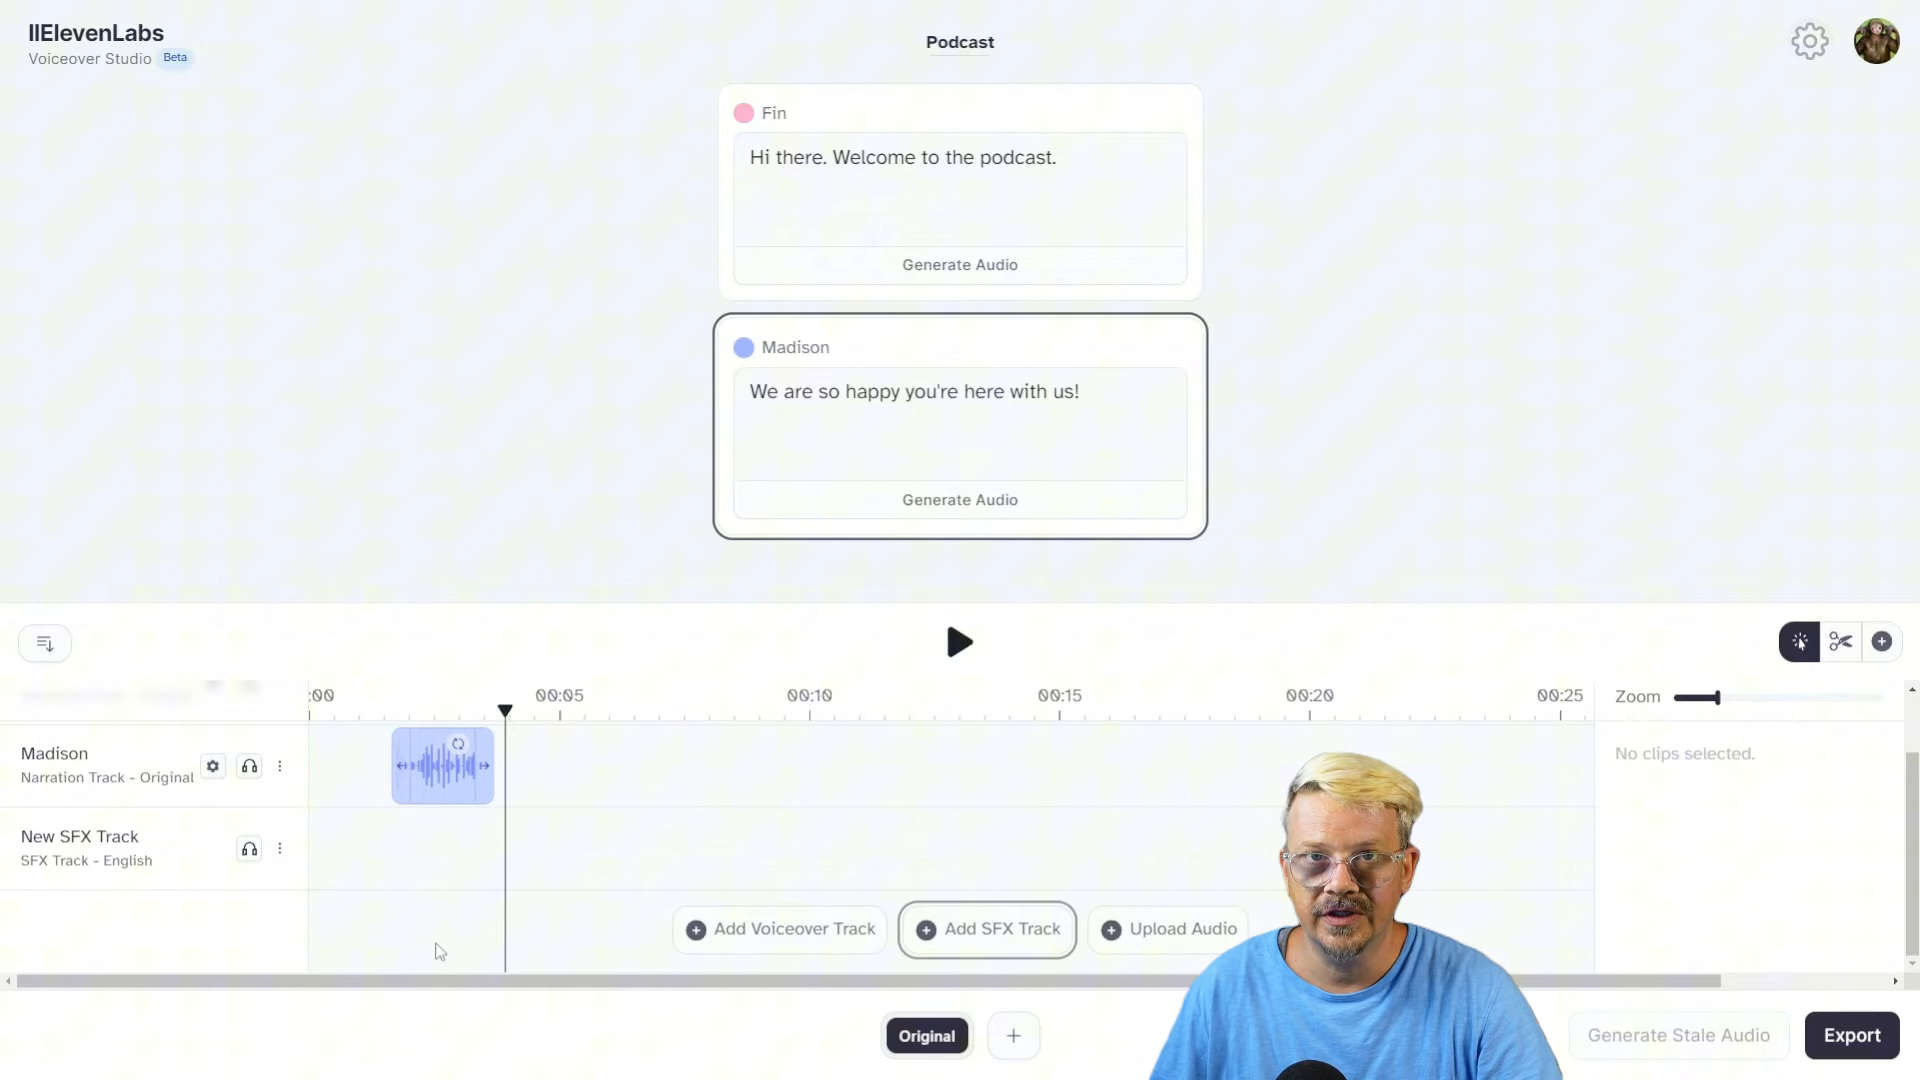 IIElevenLabs
Voiceover Studio Beta
Podcast
Fin
Hi there. Welcome to the podcast.
Generate Audio
Madison
We are so happy you're here with us!
Generate Audio
:00 00:05 00:10 00:15 00:20 00:25
Zoom
Madison
Narration Track - Original
No clips selected.
New SFX Track
SFX Track - English
Add Voiceover Track
Add SFX Track
Upload Audio
Original
+
Generate Stale Audio
Export